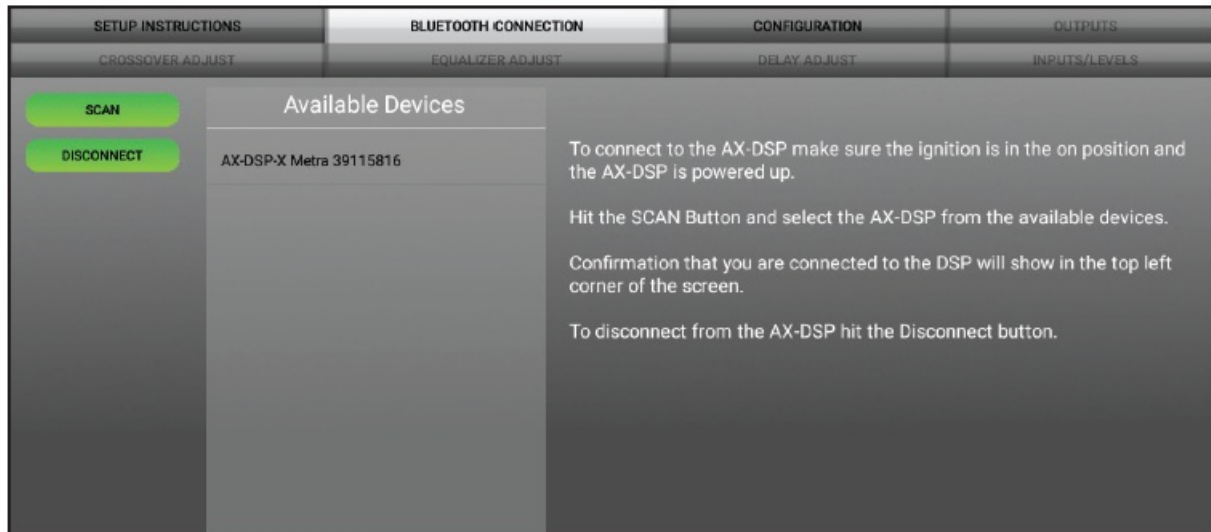 SETUP INSTRUCTIONS BLUETOOTH CONNECTION CONFIGURATION OUTPUTS
CROSSOVER ADJUST EQUALIZER ADJUST DELAY ADJUST INPUTS/LEVELS
SCAN
DISCONNECT
Available Devices
AX-DSP-X Metra 39115816
To connect to the AX-DSP make sure the ignition is in the on position and
the AX-DSP is powered up.
Hit the SCAN Button and select the AX-DSP from the available devices.
Confirmation that you are connected to the DSP will show in the top left
corner of the screen.
To disconnect from the AX-DSP hit the Disconnect button.